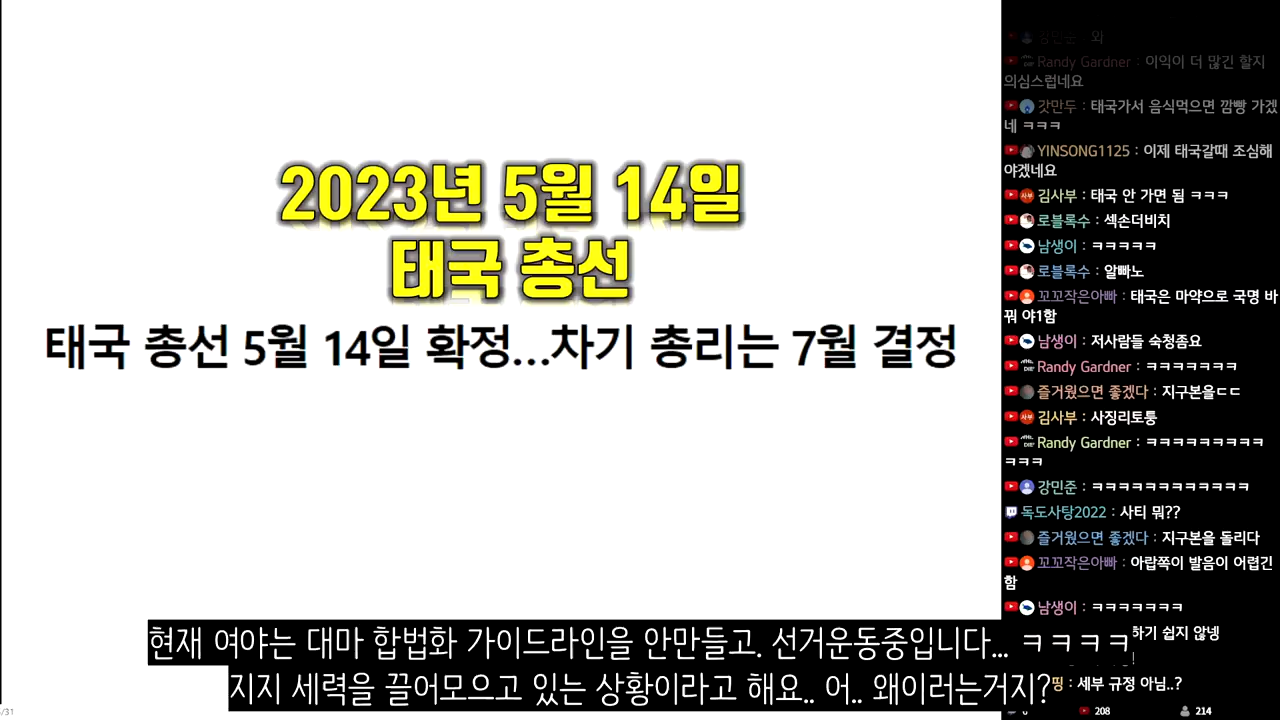 2023년 5월 14일
태국 총선
태국 총선 5월 14일 확정...차기 총리는 7월 결정
현재 여야는 대마 합법화 가이드라인을 안만들고. 선거운동중입니다... ㅋㅋㅋㅋ
지지 세력을 끌어모으고 있는 상황이라고 해요.. 어.. 왜이러는거지?
/31
와
Randy Gardner : 이익이 더 많긴 할지
의심스럽네요
갓만두 : 태국가서 음식먹으면 깜빵 가겠
네 ㅋㅋㅋ
YINSONG1125 : 이제 태국갈때 조심해
야겠네요
김사부 : 태국 안 가면 됨 ㅋㅋㅋ
로블록수 : 섹손더비치
남생이 : ㅋㅋㅋㅋㅋ
로블록수 : 알빠노
꼬꼬작은아빠 : 태국은 마약으로 국명 바
꿔 야1함
남생이 : 저사람들 숙청좀요
Randy Gardner : ㅋㅋㅋㅋㅋㅋㅋ
즐거웠으면 좋겠다 : 지구본을ㄷㄷ
김사부 : 사징리토퉁
Randy Gardner : ㅋㅋㅋㅋㅋㅋㅋㅋㅋ
ㅋㅋㅋ
강민준 : ㅋㅋㅋㅋㅋㅋㅋㅋㅋㅋㅋㅋ
독도사탕2022 : 사티 뭐??
즐거웠으면 좋겠다 : 지구본을 돌리다
꼬꼬작은아빠 : 아랍쪽이 발음이 어렵긴
함
남생이 : ㅋㅋㅋㅋㅋㅋㅋ
하기 쉽지 않넹
핑 : 세부 규정 아님..?
208
214